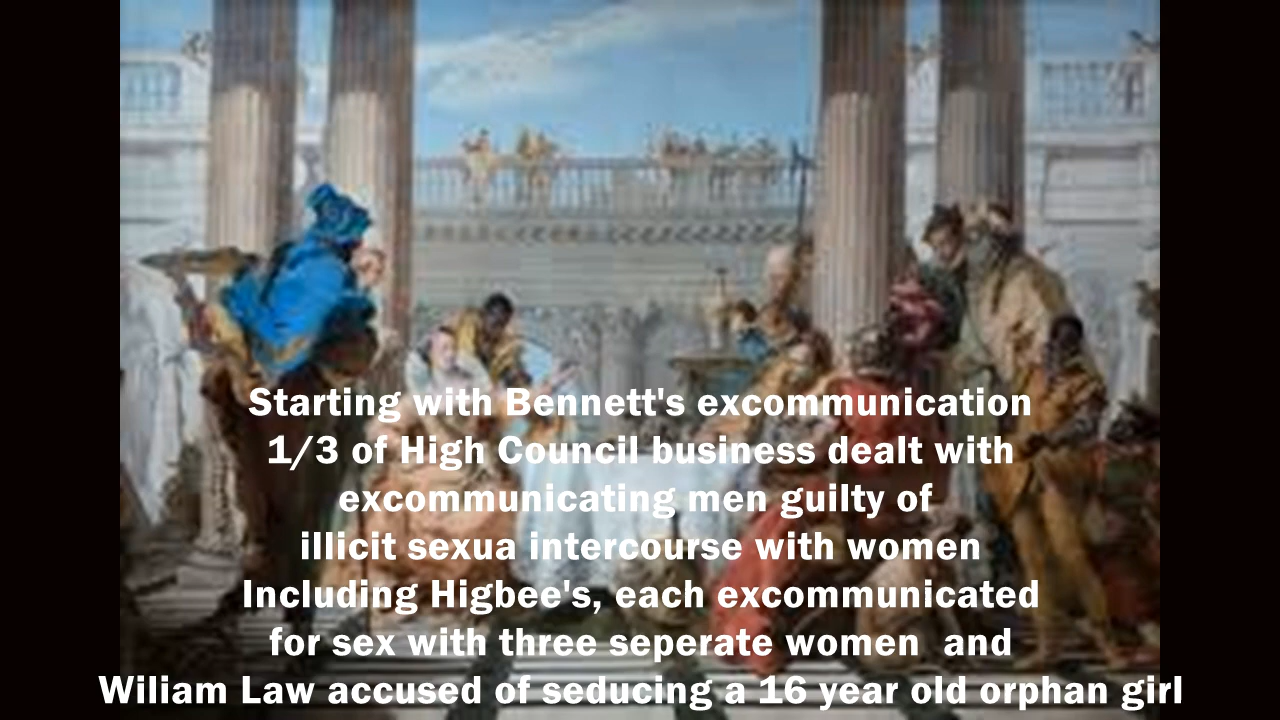 Starting with Bennett's excommunication
1/3 of High Council business dealt with
excommunicating men guilty of
illicit sexua intercourse with women
Including Higbee's, each excommunicated
for sex with three seperate women  and
Wiliam Law accused of seducing a 16 year old orphan girl